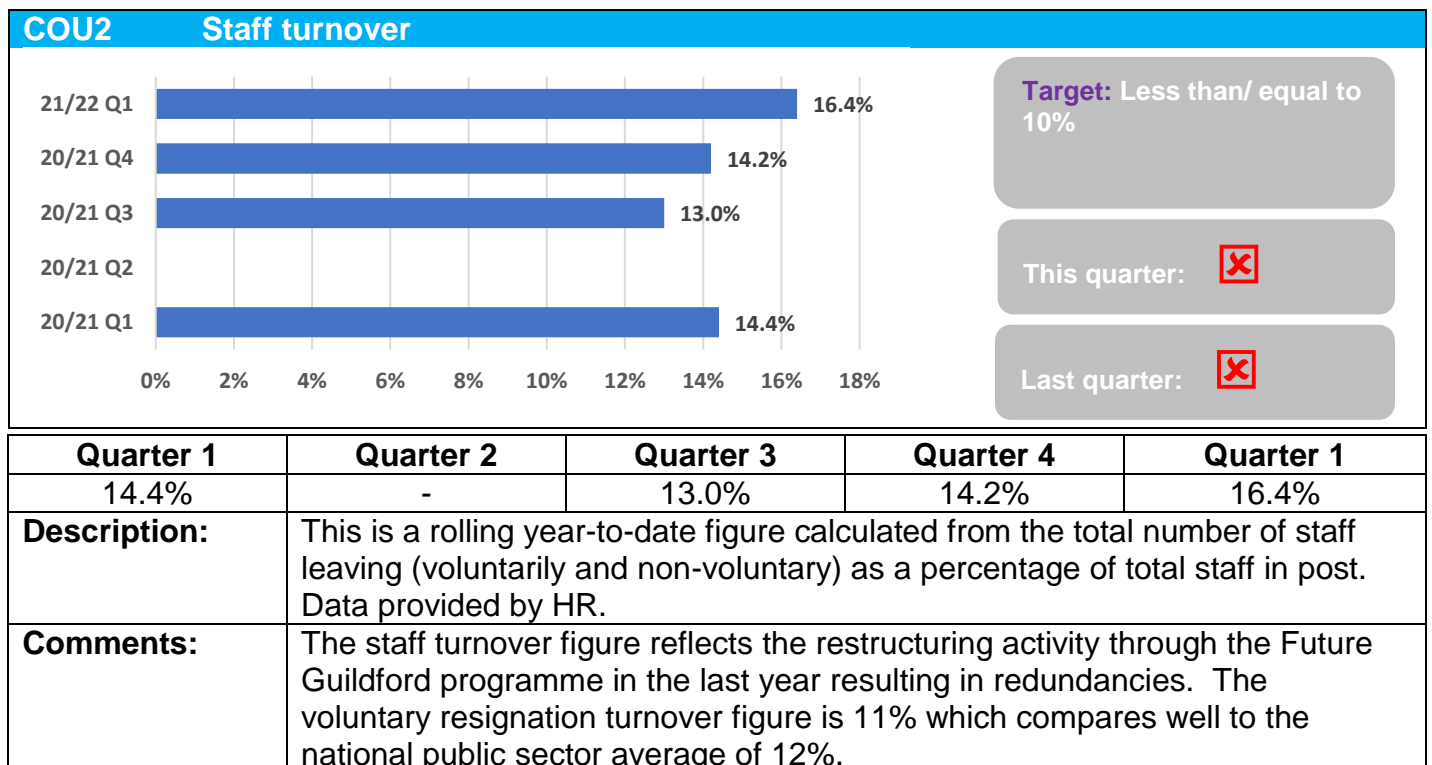 COU2 Staff turnover
21/22 Q1 16.4%
20/21 Q4 14.2%
20/21 Q3 13.0%
20/21 Q2
20/21 Q1 14.4%
0% 2% 4% 6% 8% 10% 12% 14% 16% 18%
Target: Less than/ equal to
10%
This quarter:
Last quarter:
Quarter 1 Quarter 2 Quarter 3 Quarter 4 Quarter 1
14.4% - 13.0% 14.2% 16.4%
Description: This is a rolling year-to-date figure calculated from the total number of staff
leaving (voluntarily and non-voluntary) as a percentage of total staff in post.
Data provided by HR.
Comments: The staff turnover figure reflects the restructuring activity through the Future
Guildford programme in the last year resulting in redundancies. The
voluntary resignation turnover figure is 11% which compares well to the
national public sector average of 12%.